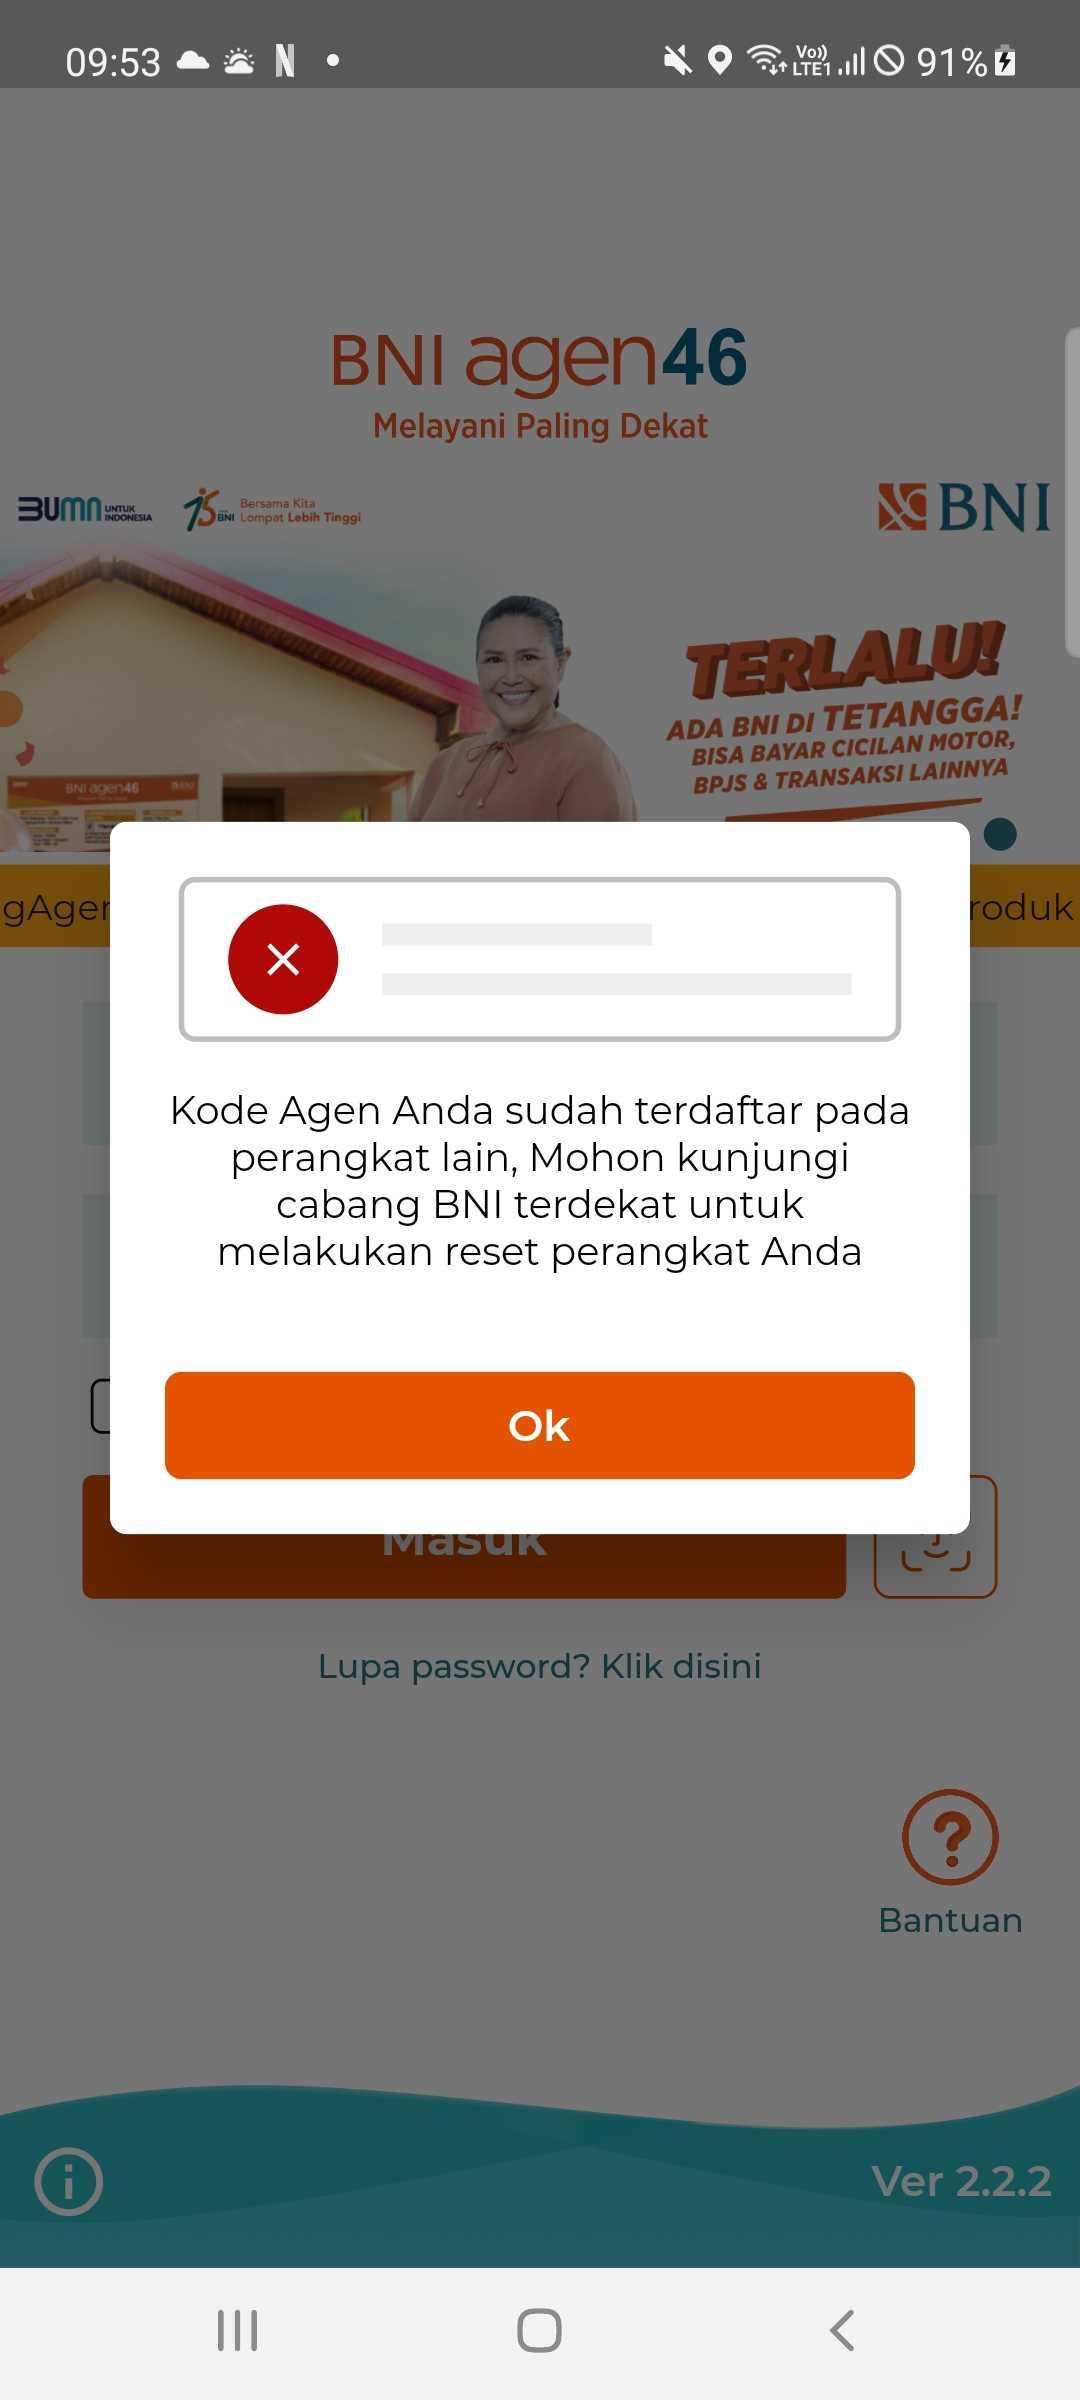 09:53
Vo))
LTE1
91%
BNI agen46
Melayani Paling Dekat
BUMN UNTUK
INDONESIA
75 BNI
Bersama Kita
Lompat Lebih Tinggi
BNI
TERLALU!
ADA BNI DI TETANGGA!
BISA BAYAR CICILAN MOTOR,
BPJS & TRANSAKSI LAINNYA
BNI agen46
gAgen
roduk
Kode Agen Anda sudah terdaftar pada
perangkat lain, Mohon kunjungi
cabang BNI terdekat untuk
melakukan reset perangkat Anda
Ok
Masuk
Lupa password? Klik disini
?
Bantuan
i
Ver 2.2.2